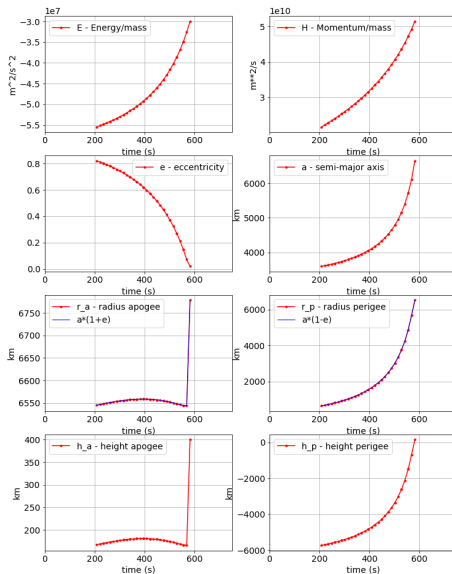 1e7
E - Energy/mass
m^2/s^2
−3.0
−3.5
−4.0
−4.5
−5.0
−5.5
0 200 400 600
time (s)
1e10
H - Momentum/mass
m**2/s
5
4
3
2
0 200 400 600
time (s)
e - eccentricity
0.8
0.6
0.4
0.2
0.0
0 200 400 600
time (s)
a - semi-major axis
km
6000
5000
4000
0 200 400 600
time (s)
r_a - radius apogee
a*(1+e)
km
6750
6700
6650
6600
6550
0 200 400 600
time (s)
r_p - radius perigee
a*(1-e)
km
6000
4000
2000
0 200 400 600
time (s)
h_a - height apogee
km
400
350
300
250
200
0 200 400 600
time (s)
h_p - height perigee
km
0
−2000
−4000
−6000
0 200 400 600
time (s)